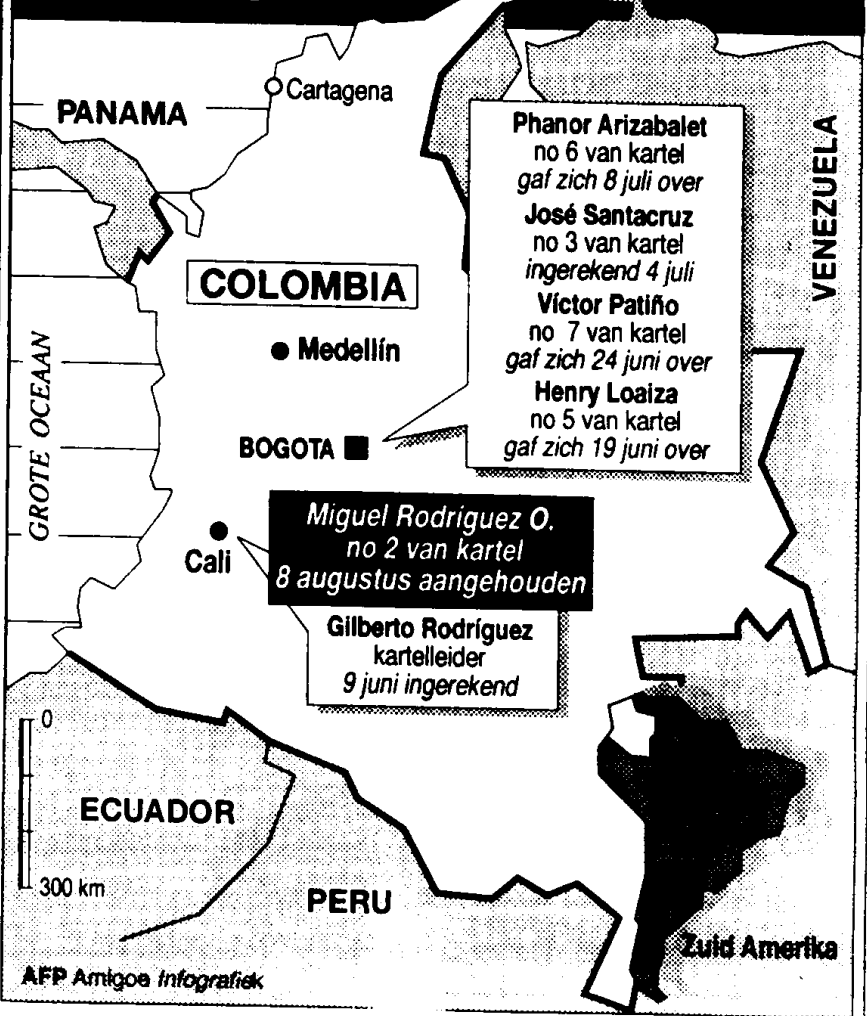 Cartagena
PANAMA
Phanor Arizabalet
no 6 van kartel
gaf zich 8 juli over
José Santacruz
no 3 van kartel
ingerekend 4 juli
Víctor Patiño
no 7 van kartel
gaf zich 24 juni over
Henry Loaiza
no 5 van kartel
gaf zich 19 juni over
VENEZUELA
COLOMBIA
Medellín
GROTE OCEAAN
BOGOTA
Cali
Miguel Rodríguez O.
no 2 van kartel
8 augustus aangehouden
Gilberto Rodríguez
kartelleider
9 juni ingerekend
0
300 km
ECUADOR
PERU
Zuid Amerika
AFP Amigoe Infografiek